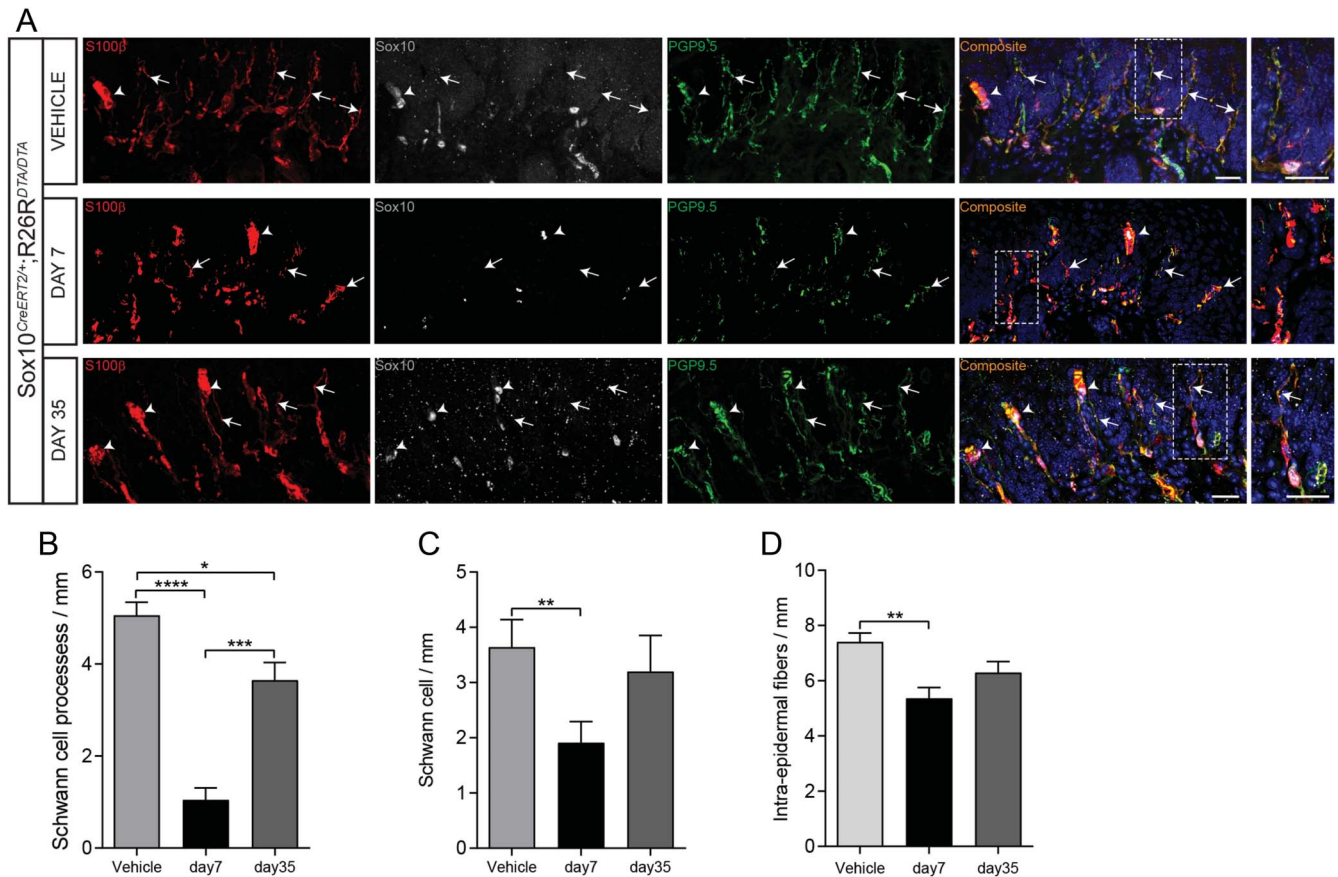 A
Sox10CreERT2/+;R26RDTA/DTA
VEHICLE
S100β
Sox10
PGP9.5
Composite
DAY 7
S100β
Sox10
PGP9.5
Composite
DAY 35
S100β
Sox10
PGP9.5
Composite
B
Schwann cell processess / mm
6
4
2
0
*
****
***
Vehicle
day7
day35
C
Schwann cell / mm
5
4
3
2
1
0
**
Vehicle
day7
day35
D
Intra-epidermal fibers / mm
10
8
6
4
2
0
**
Vehicle
day7
day35